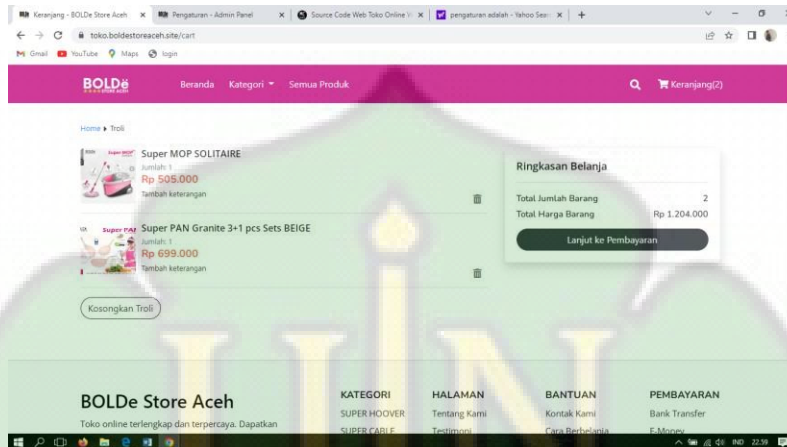 Keranjang - BOLDe Store Aceh
Pengaturan - Admin Panel
Source Code Web Toko Online
pengaturan adalah - Yahoo Sear
toko.boldestoreaceh.site/cart
Gmail YouTube Maps login
BOLDe
STORE ACEH
Beranda Kategori Semua Produk
Keranjang(2)
Home Troli
Super MOP SOLITAIRE
Jumlah: 1
Rp 505.000
Tambah keterangan
Super PAN Granite 3+1 pcs Sets BEIGE
Jumlah: 1
Rp 699.000
Tambah keterangan
Kosongkan Troli
Ringkasan Belanja
Total Jumlah Barang 2
Total Harga Barang Rp 1.204.000
Lanjut ke Pembayaran
BOLDe Store Aceh
Toko online terlengkap dan terpercaya. Dapatkan
KATEGORI
SUPER HOOVER
SUPER CABLE
HALAMAN
Tentang Kami
Testimoni
BANTUAN
Kontak Kami
Cara Berbelanja
PEMBAYARAN
Bank Transfer
E-Money
UIN
IND 22.59